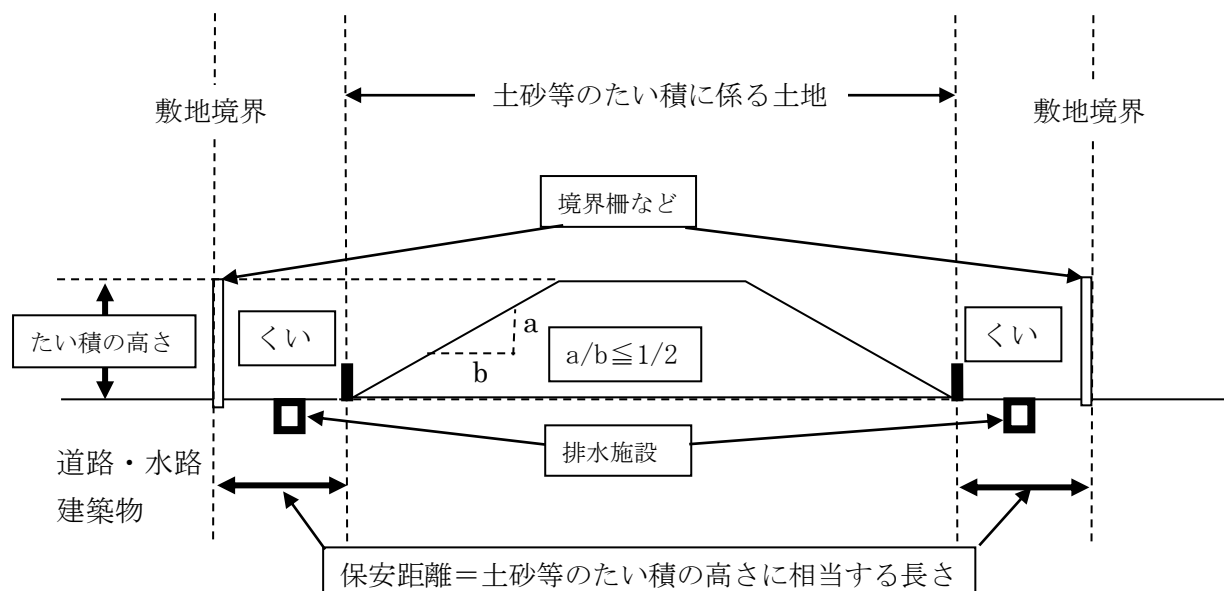 土砂等のたい積に係る土地
敷地境界
敷地境界
境界柵など
たい積の高さ
くい
a
b
a/b≦1/2
くい
排水施設
道路・水路
建築物
保安距離＝土砂等のたい積の高さに相当する長さ